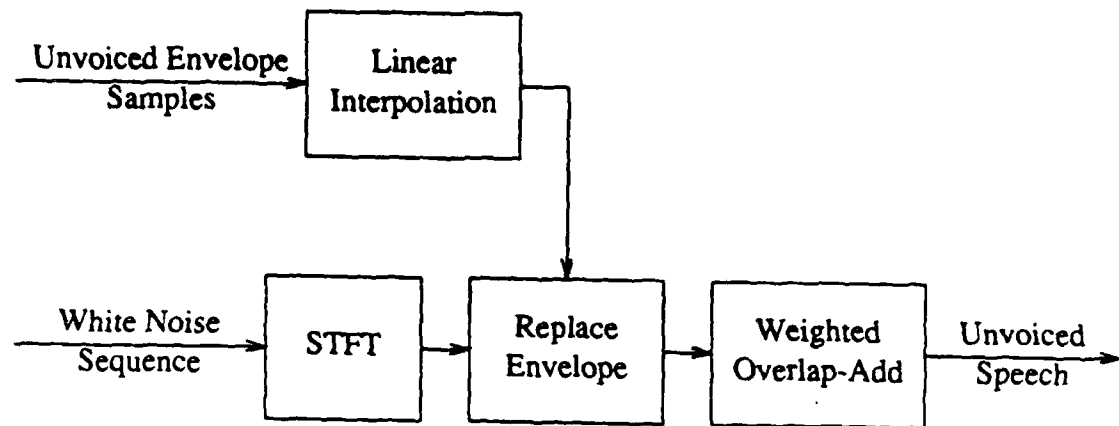 Unvoiced Envelope
Samples
Linear
Interpolation
White Noise
Sequence
STFT
Replace
Envelope
Weighted
Overlap-Add
Unvoiced
Speech